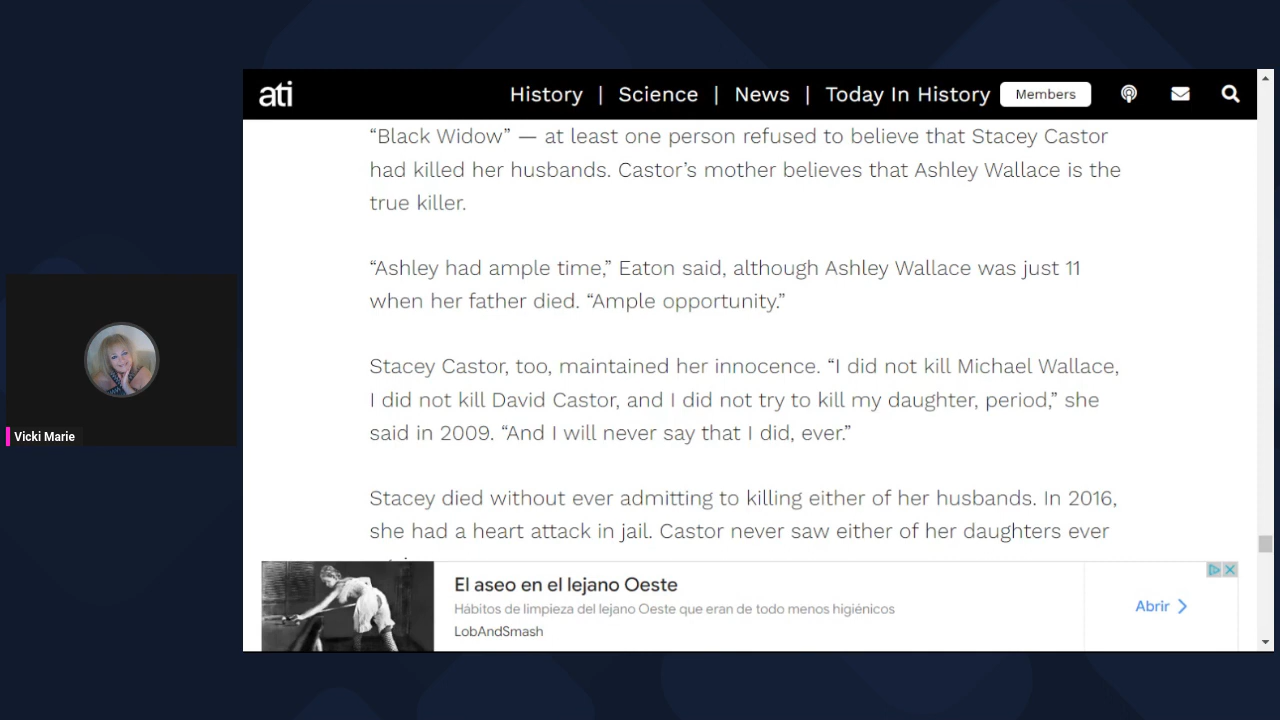 ati
History | Science | News | Today In History Members
“Black Widow” — at least one person refused to believe that Stacey Castor
had killed her husbands. Castor’s mother believes that Ashley Wallace is the
true killer.
“Ashley had ample time,” Eaton said, although Ashley Wallace was just 11
when her father died. “Ample opportunity.”
Stacey Castor, too, maintained her innocence. “I did not kill Michael Wallace,
I did not kill David Castor, and I did not try to kill my daughter, period,” she
said in 2009. “And I will never say that I did, ever.”
Stacey died without ever admitting to killing either of her husbands. In 2016,
she had a heart attack in jail. Castor never saw either of her daughters ever
El aseo en el lejano Oeste
Hábitos de limpieza del lejano Oeste que eran de todo menos higiénicos
LobAndSmash
Abrir
Vicki Marie